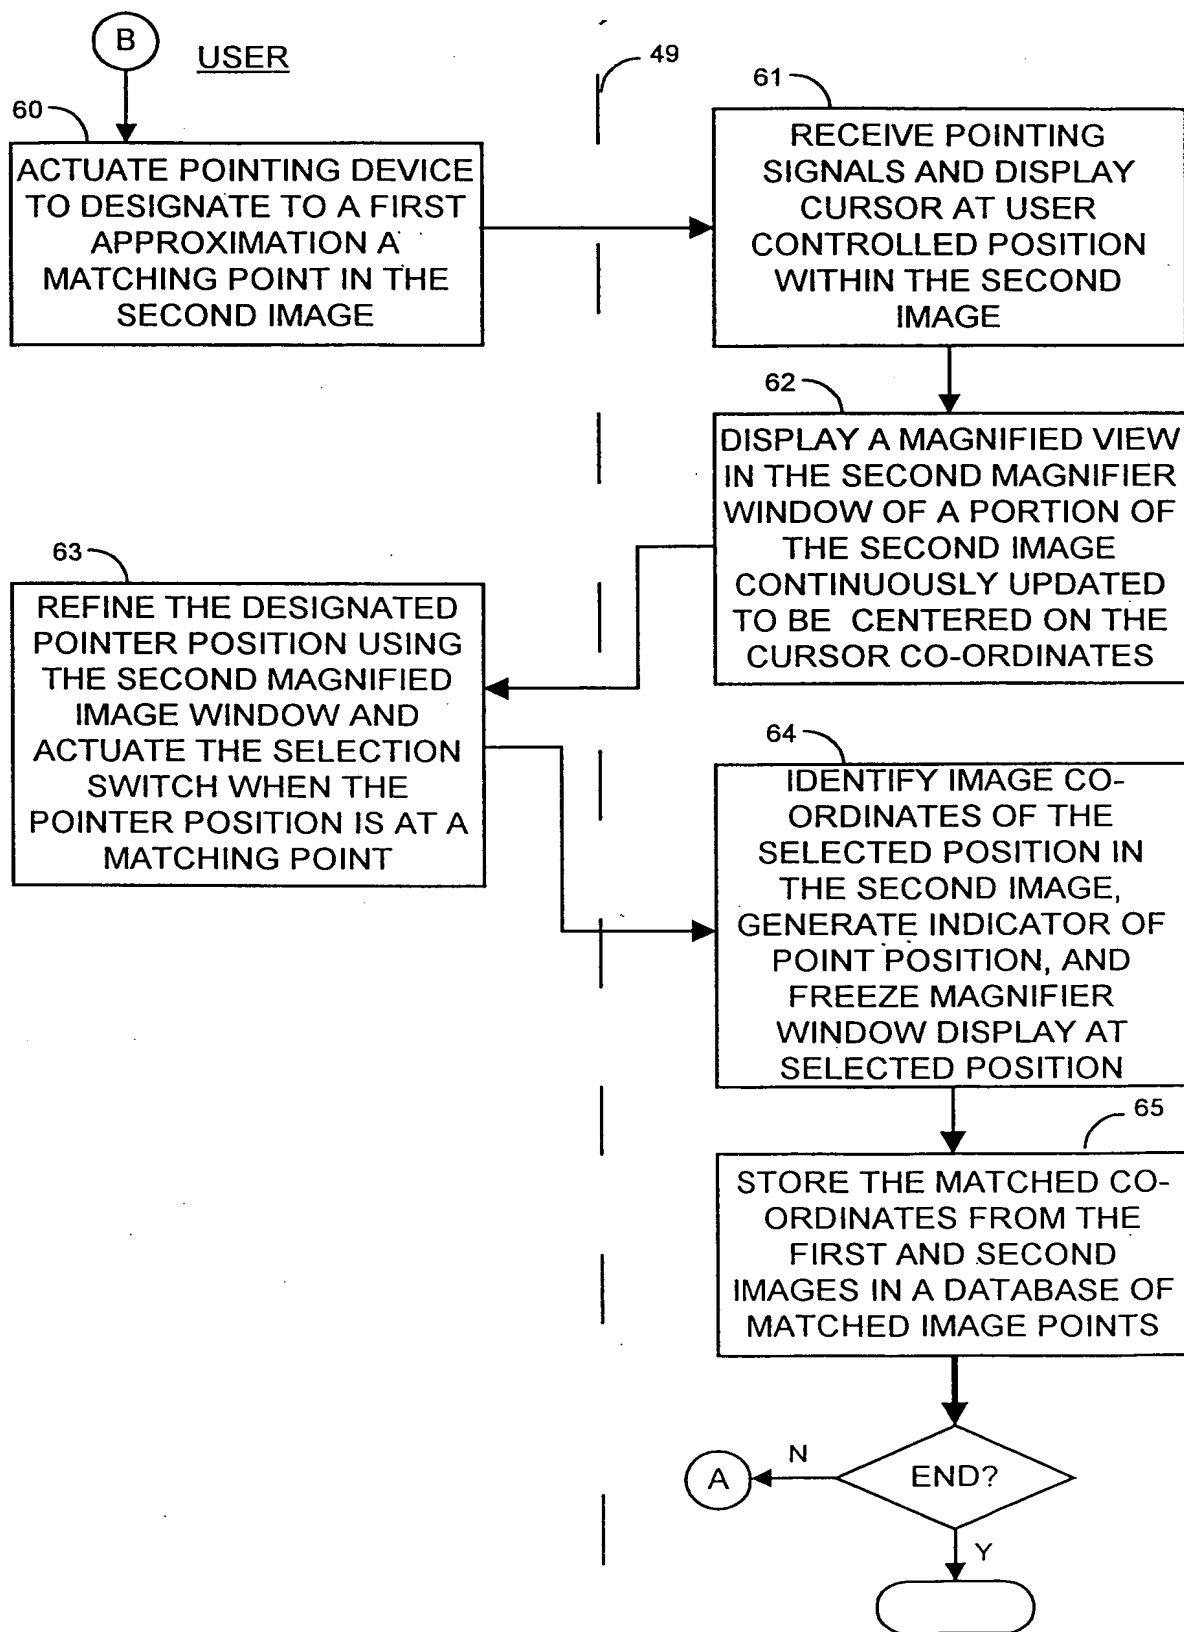 B
USER
49
60
ACTUATE POINTING DEVICE
TO DESIGNATE TO A FIRST
APPROXIMATION A
MATCHING POINT IN THE
SECOND IMAGE
61
RECEIVE POINTING
SIGNALS AND DISPLAY
CURSOR AT USER
CONTROLLED POSITION
WITHIN THE SECOND
IMAGE
62
DISPLAY A MAGNIFIED VIEW
IN THE SECOND MAGNIFIER
WINDOW OF A PORTION OF
THE SECOND IMAGE
CONTINUOUSLY UPDATED
TO BE CENTERED ON THE
CURSOR CO-ORDINATES
63
REFINE THE DESIGNATED
POINTER POSITION USING
THE SECOND MAGNIFIED
IMAGE WINDOW AND
ACTUATE THE SELECTION
SWITCH WHEN THE
POINTER POSITION IS AT A
MATCHING POINT
64
IDENTIFY IMAGE CO-
ORDINATES OF THE
SELECTED POSITION IN
THE SECOND IMAGE,
GENERATE INDICATOR OF
POINT POSITION, AND
FREEZE MAGNIFIER
WINDOW DISPLAY AT
SELECTED POSITION
65
STORE THE MATCHED CO-
ORDINATES FROM THE
FIRST AND SECOND
IMAGES IN A DATABASE OF
MATCHED IMAGE POINTS
A
N
END?
Y